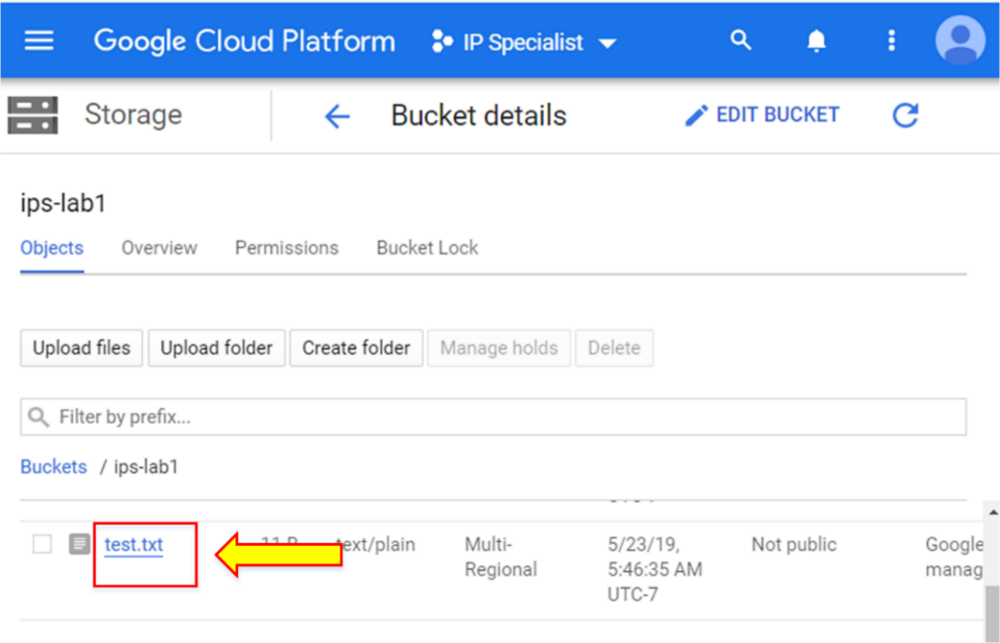 Google Cloud Platform IP Specialist
Storage Bucket details EDIT BUCKET
ips-lab1
Objects Overview Permissions Bucket Lock
Upload files Upload folder Create folder Manage holds Delete
Filter by prefix...
Buckets / ips-lab1
test.txt text/plain Multi- 5/23/19, Not public Google
Regional 5:46:35 AM manag
UTC-7